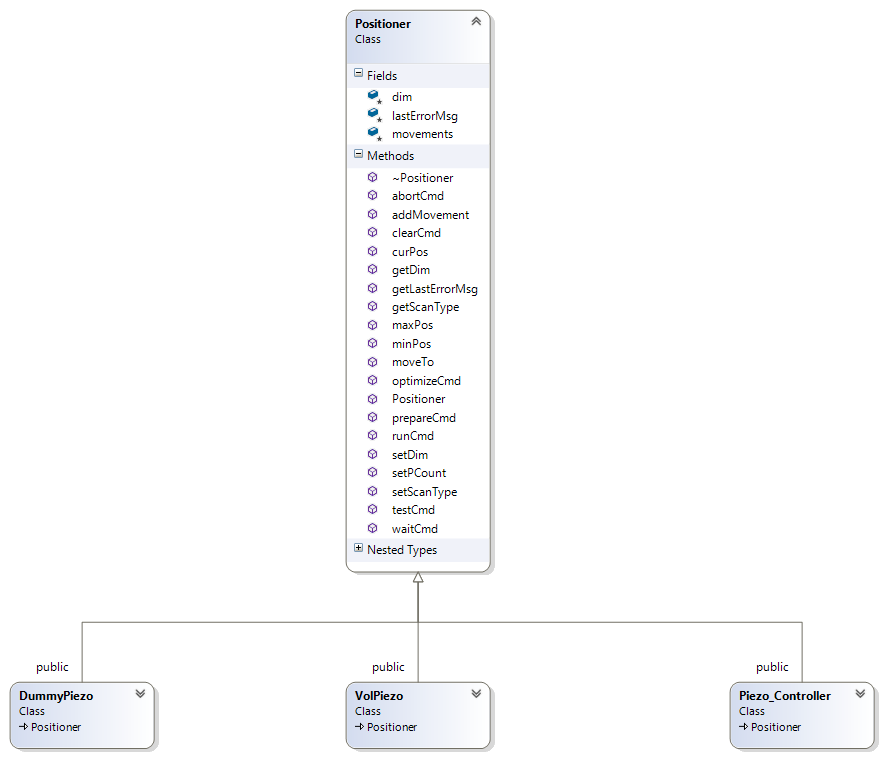 Positioner
Class
Fields
dim
lastErrorMsg
movements
Methods
~Positioner
abortCmd
addMovement
clearCmd
curPos
getDim
getLastErrorMsg
getScanType
maxPos
minPos
moveTo
optimizeCmd
Positioner
prepareCmd
runCmd
setDim
setPCount
setScanType
testCmd
waitCmd
Nested Types
public
public
public
DummyPiezo
Class
Positioner
VolPiezo
Class
Positioner
Piezo_Controller
Class
Positioner